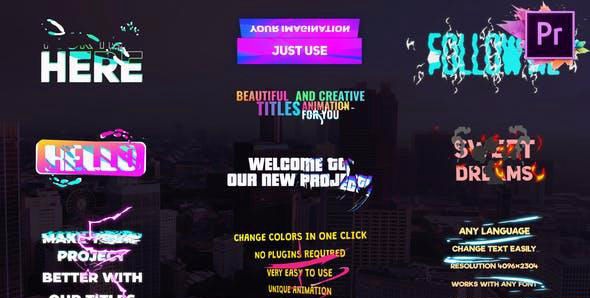 HERE
YOUR IMAGINATION
JUST USE
FOLLOW
Pr
BEAUTIFUL AND CREATIVE
TITLES ANIMATION
FOR YOU
HELLO
WELCOME TO
OUR NEW PROJECT
SWEET
DREAMS
MAKE YOUR
PROJECT
BETTER WITH
OUR TITLES
CHANGE COLORS IN ONE CLICK
NO PLUGINS REQUIRED
VERY EASY TO USE
UNIQUE ANIMATION
ANY LANGUAGE
CHANGE TEXT EASILY
RESOLUTION 4096×2304
WORKS WITH ANY FONT